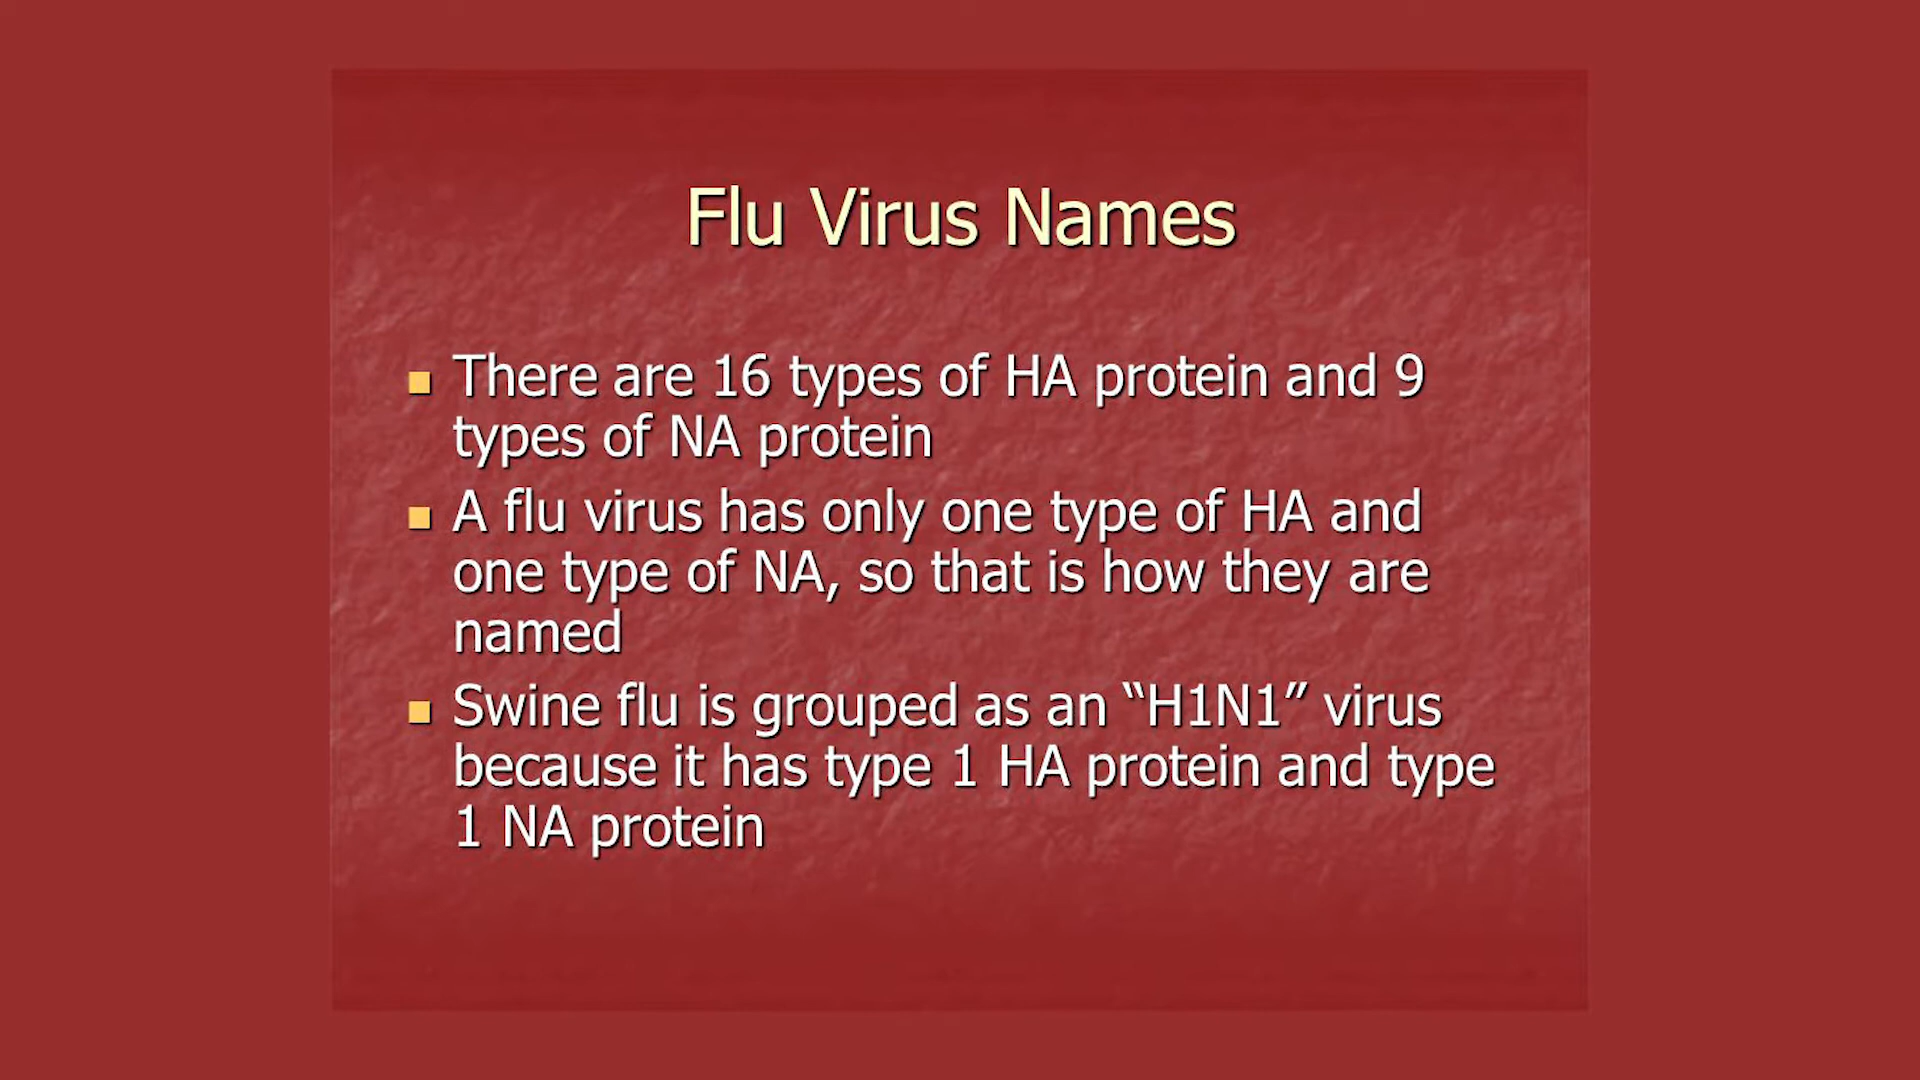 Flu Virus Names
There are 16 types of HA protein and 9
types of NA protein
A flu virus has only one type of HA and
one type of NA, so that is how they are
named
Swine flu is grouped as an “H1N1” virus
because it has type 1 HA protein and type
1 NA protein